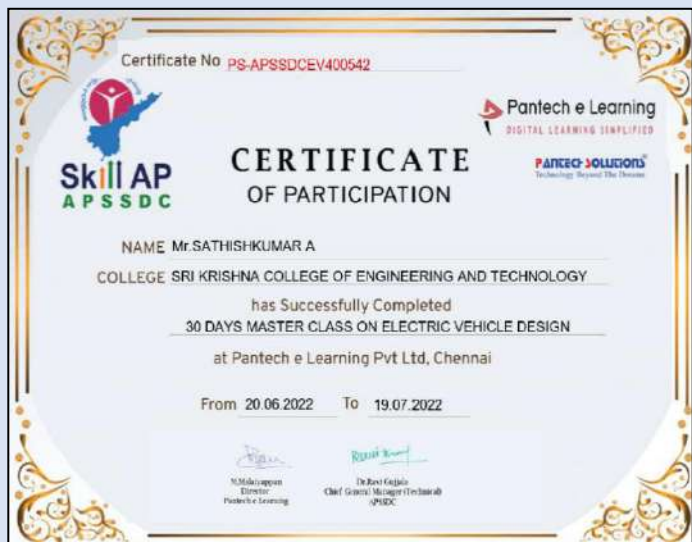 Certificate No PS-APSSDCEV400542
Pantech e Learning
DIGITAL LEARNING SIMPLIFIED
Skill AP
APSSDC
CERTIFICATE
OF PARTICIPATION
PANTECH SOLUTIONS
Technology Beyond The Dreams
NAME Mr.SATHISHKUMAR A
COLLEGE SRI KRISHNA COLLEGE OF ENGINEERING AND TECHNOLOGY
has Successfully Completed
30 DAYS MASTER CLASS ON ELECTRIC VEHICLE DESIGN
at Pantech e Learning Pvt Ltd, Chennai
From 20.06.2022 To 19.07.2022
Director
Pantech e Learning
Dr.Ravi Gujjala
Chief General Manager (Technical)
APSSDC